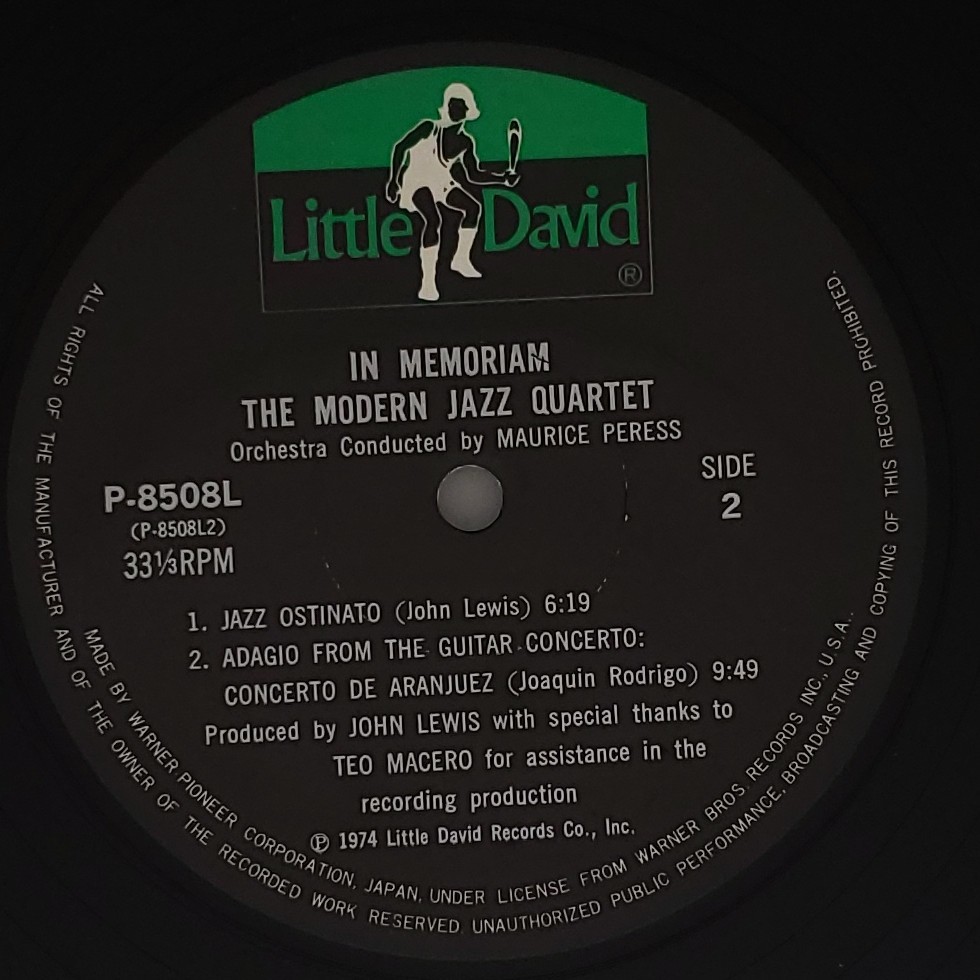 Little David
®
IN MEMORIAM
THE MODERN JAZZ QUARTET
Orchestra Conducted by MAURICE PERESS
P-8508L
(P-8508L2)
33⅓RPM
SIDE
2
1. JAZZ OSTINATO (John Lewis) 6:19
2. ADAGIO FROM THE GUITAR CONCERTO:
CONCERTO DE ARANJUEZ (Joaquin Rodrigo) 9:49
Produced by JOHN LEWIS with special thanks to
TEO MACERO for assistance in the
recording production
℗ 1974 Little David Records Co., Inc.
MADE BY WARNER PIONEER CORPORATION, JAPAN, UNDER LICENSE FROM WARNER BROS. RECORDS INC., U.S.A.
ALL RIGHTS OF THE MANUFACTURER AND OF THE OWNER OF THE RECORDED WORK RESERVED. UNAUTHORIZED PUBLIC PERFORMANCE, BROADCASTING AND COPYING OF THIS RECORD PROHIBITED.